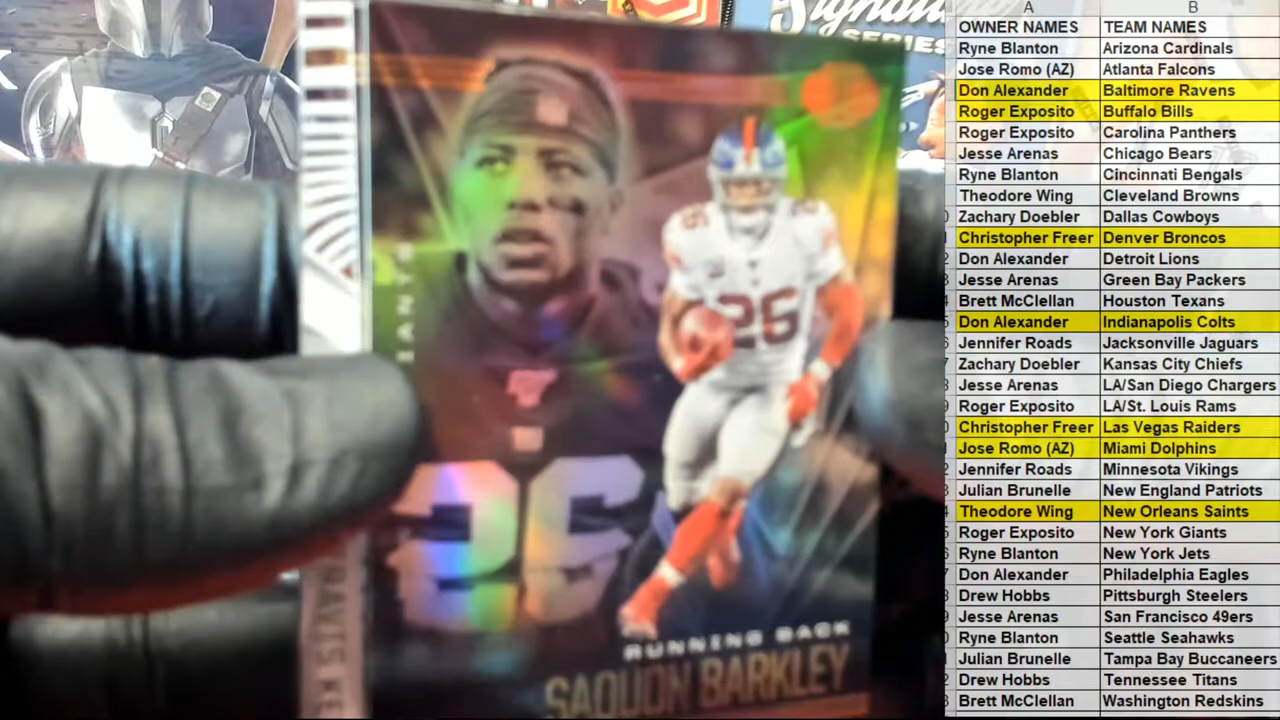 Signature
SERIES
GIANTS
26
26
RUNNING BACK
SAQUON BARKLEY
A B
OWNER NAMES TEAM NAMES
Ryne Blanton Arizona Cardinals
Jose Romo (AZ) Atlanta Falcons
Don Alexander Baltimore Ravens
Roger Exposito Buffalo Bills
Roger Exposito Carolina Panthers
Jesse Arenas Chicago Bears
Ryne Blanton Cincinnati Bengals
Theodore Wing Cleveland Browns
Zachary Doebler Dallas Cowboys
Christopher Freer Denver Broncos
Don Alexander Detroit Lions
Jesse Arenas Green Bay Packers
Brett McClellan Houston Texans
Don Alexander Indianapolis Colts
Jennifer Roads Jacksonville Jaguars
Zachary Doebler Kansas City Chiefs
Jesse Arenas LA/San Diego Chargers
Roger Exposito LA/St. Louis Rams
Christopher Freer Las Vegas Raiders
Jose Romo (AZ) Miami Dolphins
Jennifer Roads Minnesota Vikings
Julian Brunelle New England Patriots
Theodore Wing New Orleans Saints
Roger Exposito New York Giants
Ryne Blanton New York Jets
Don Alexander Philadelphia Eagles
Drew Hobbs Pittsburgh Steelers
Jesse Arenas San Francisco 49ers
Ryne Blanton Seattle Seahawks
Julian Brunelle Tampa Bay Buccaneers
Drew Hobbs Tennessee Titans
Brett McClellan Washington Redskins